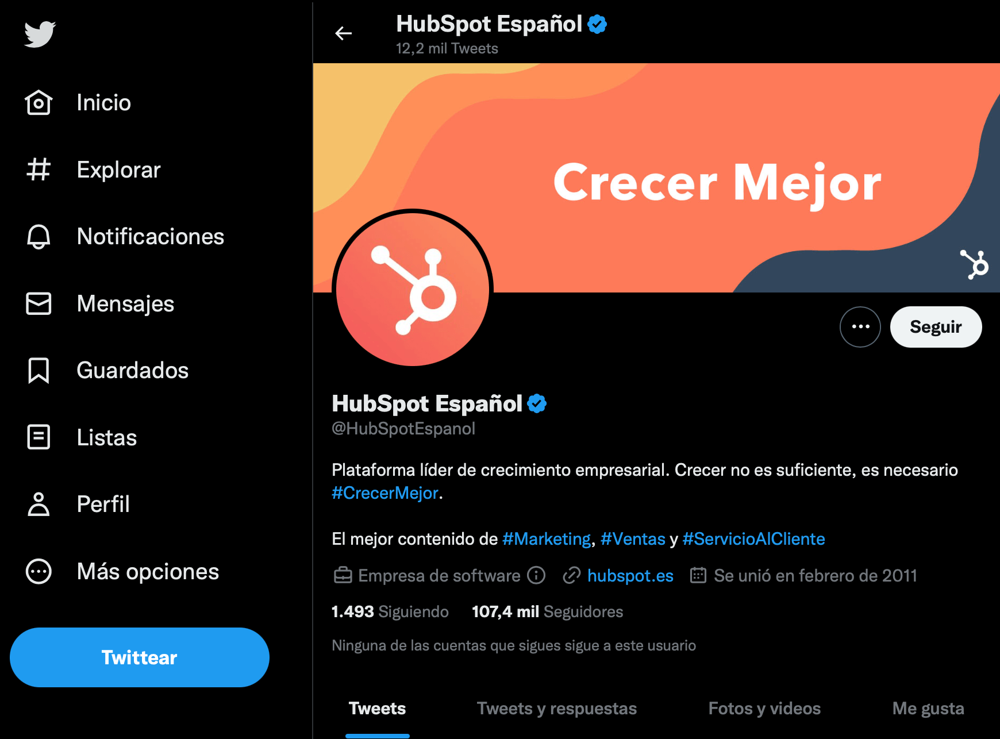 Inicio
Explorar
Notificaciones
Mensajes
Guardados
Listas
Perfil
Más opciones
Twittear
HubSpot Español
12,2 mil Tweets
Crecer Mejor
Seguir
HubSpot Español
@HubSpotEspanol
Plataforma líder de crecimiento empresarial. Crecer no es suficiente, es necesario
#CrecerMejor.
El mejor contenido de #Marketing, #Ventas y #ServicioAlCliente
Empresa de software hubspot.es Se unió en febrero de 2011
1.493 Siguiendo 107,4 mil Seguidores
Ninguna de las cuentas que sigues sigue a este usuario
Tweets Tweets y respuestas Fotos y videos Me gusta